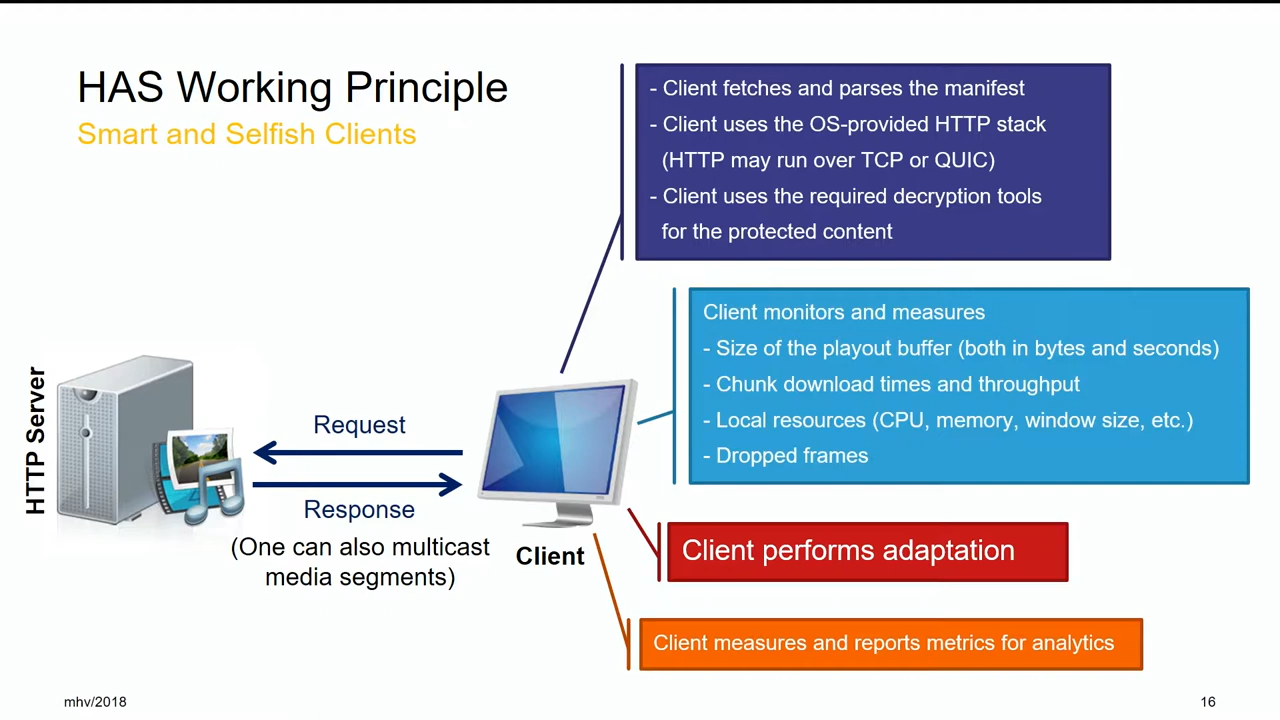 HAS Working Principle
Smart and Selfish Clients
- Client fetches and parses the manifest
- Client uses the OS-provided HTTP stack
(HTTP may run over TCP or QUIC)
- Client uses the required decryption tools
for the protected content
Client monitors and measures
- Size of the playout buffer (both in bytes and seconds)
- Chunk download times and throughput
- Local resources (CPU, memory, window size, etc.)
- Dropped frames
HTTP Server
Request
Response
(One can also multicast
media segments)
Client
Client performs adaptation
Client measures and reports metrics for analytics
mhv/2018
16